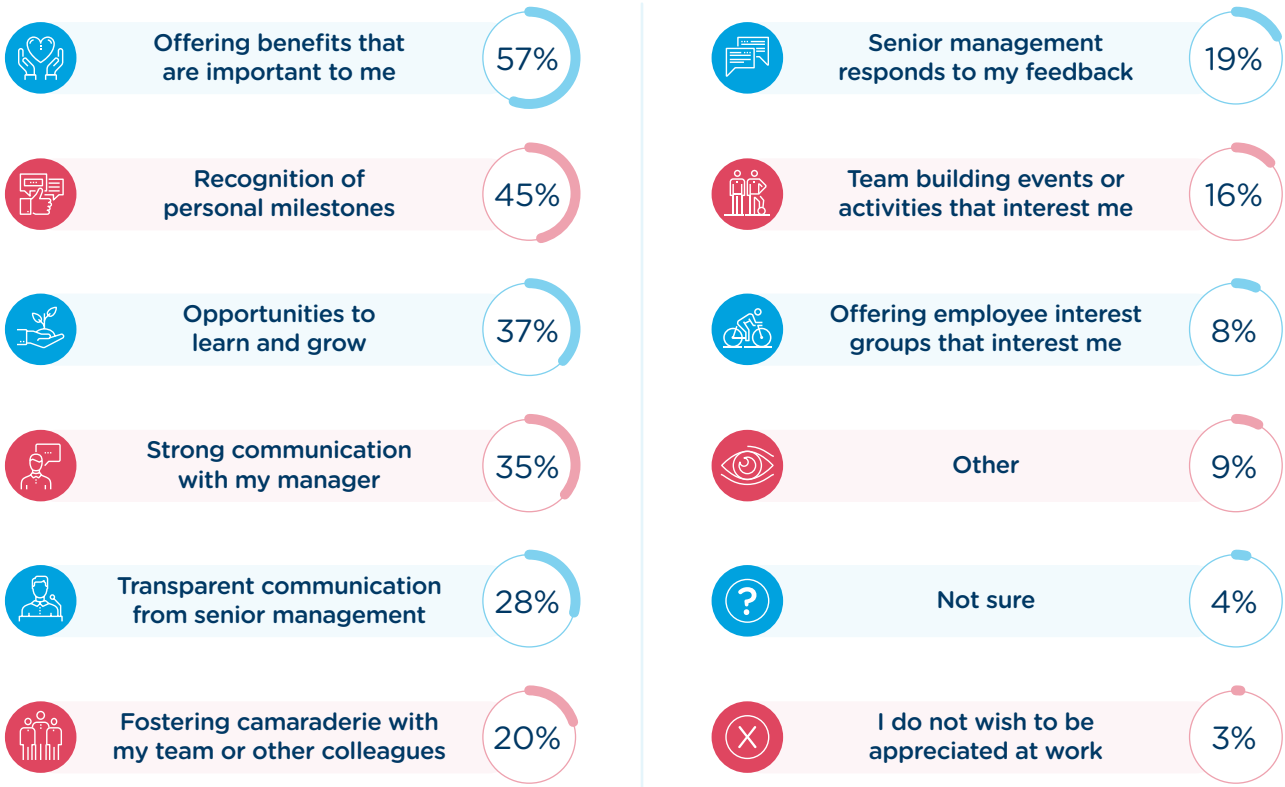 Offering benefits that
are important to me
57%
Recognition of
personal milestones
45%
Opportunities to
learn and grow
37%
Strong communication
with my manager
35%
Transparent communication
from senior management
28%
Fostering camaraderie with
my team or other colleagues
20%
Senior management
responds to my feedback
19%
Team building events or
activities that interest me
16%
Offering employee interest
groups that interest me
8%
Other
9%
?
Not sure
4%
X
I do not wish to be
appreciated at work
3%